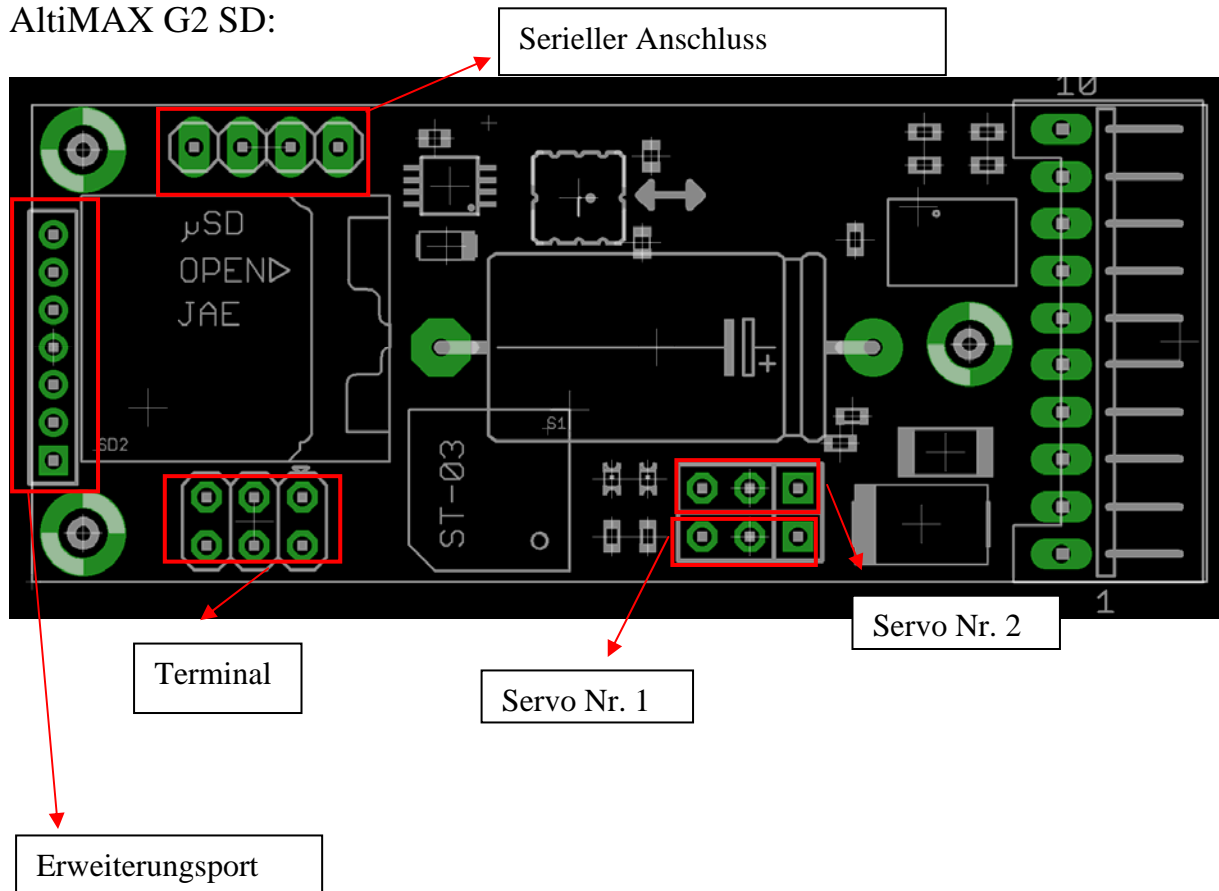 AltiMAX G2 SD:
Serieller Anschluss
10
µSD
OPEN
JAE
+
SD2
S1
ST-03
1
Servo Nr. 2
Terminal
Servo Nr. 1
Erweiterungsport